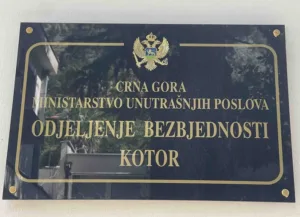 CRNA GORA
MINISTARSTVO UNUTRAŠNJIH POSLOVA
ODJELJENJE BEZBJEDNOSTI
KOTOR